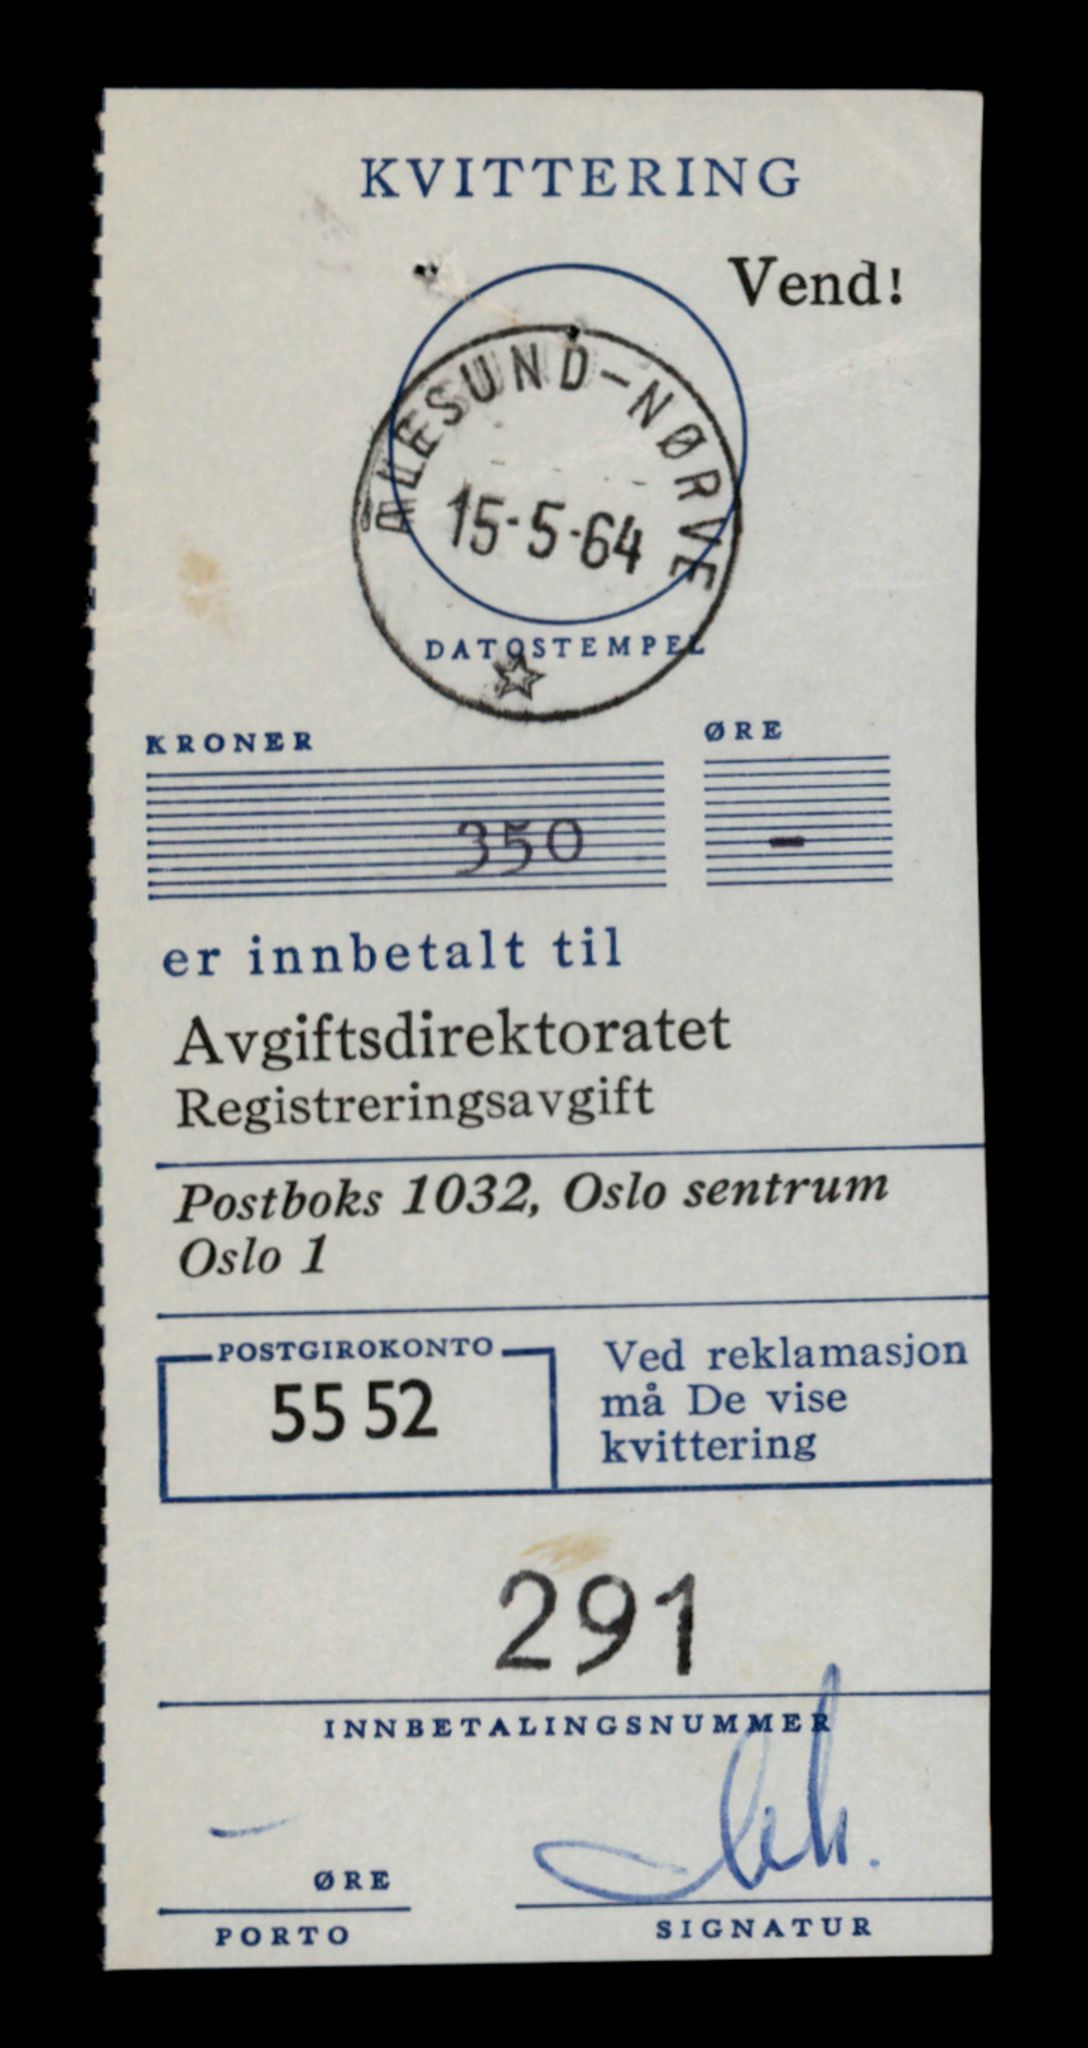 KVITTERING
Vend!
ÅLESUND-NØRVE
15-5-64
DATOSTEMPEL
KRONER ØRE
350 -
er innbetalt til
Avgiftsdirektoratet
Registreringsavgift
Postboks 1032, Oslo sentrum
Oslo 1
POSTGIROKONTO
55 52
Ved reklamasjon
må De vise
kvittering
291
INNBETALINGSNUMMER
-
ØRE
PORTO
SIGNATUR